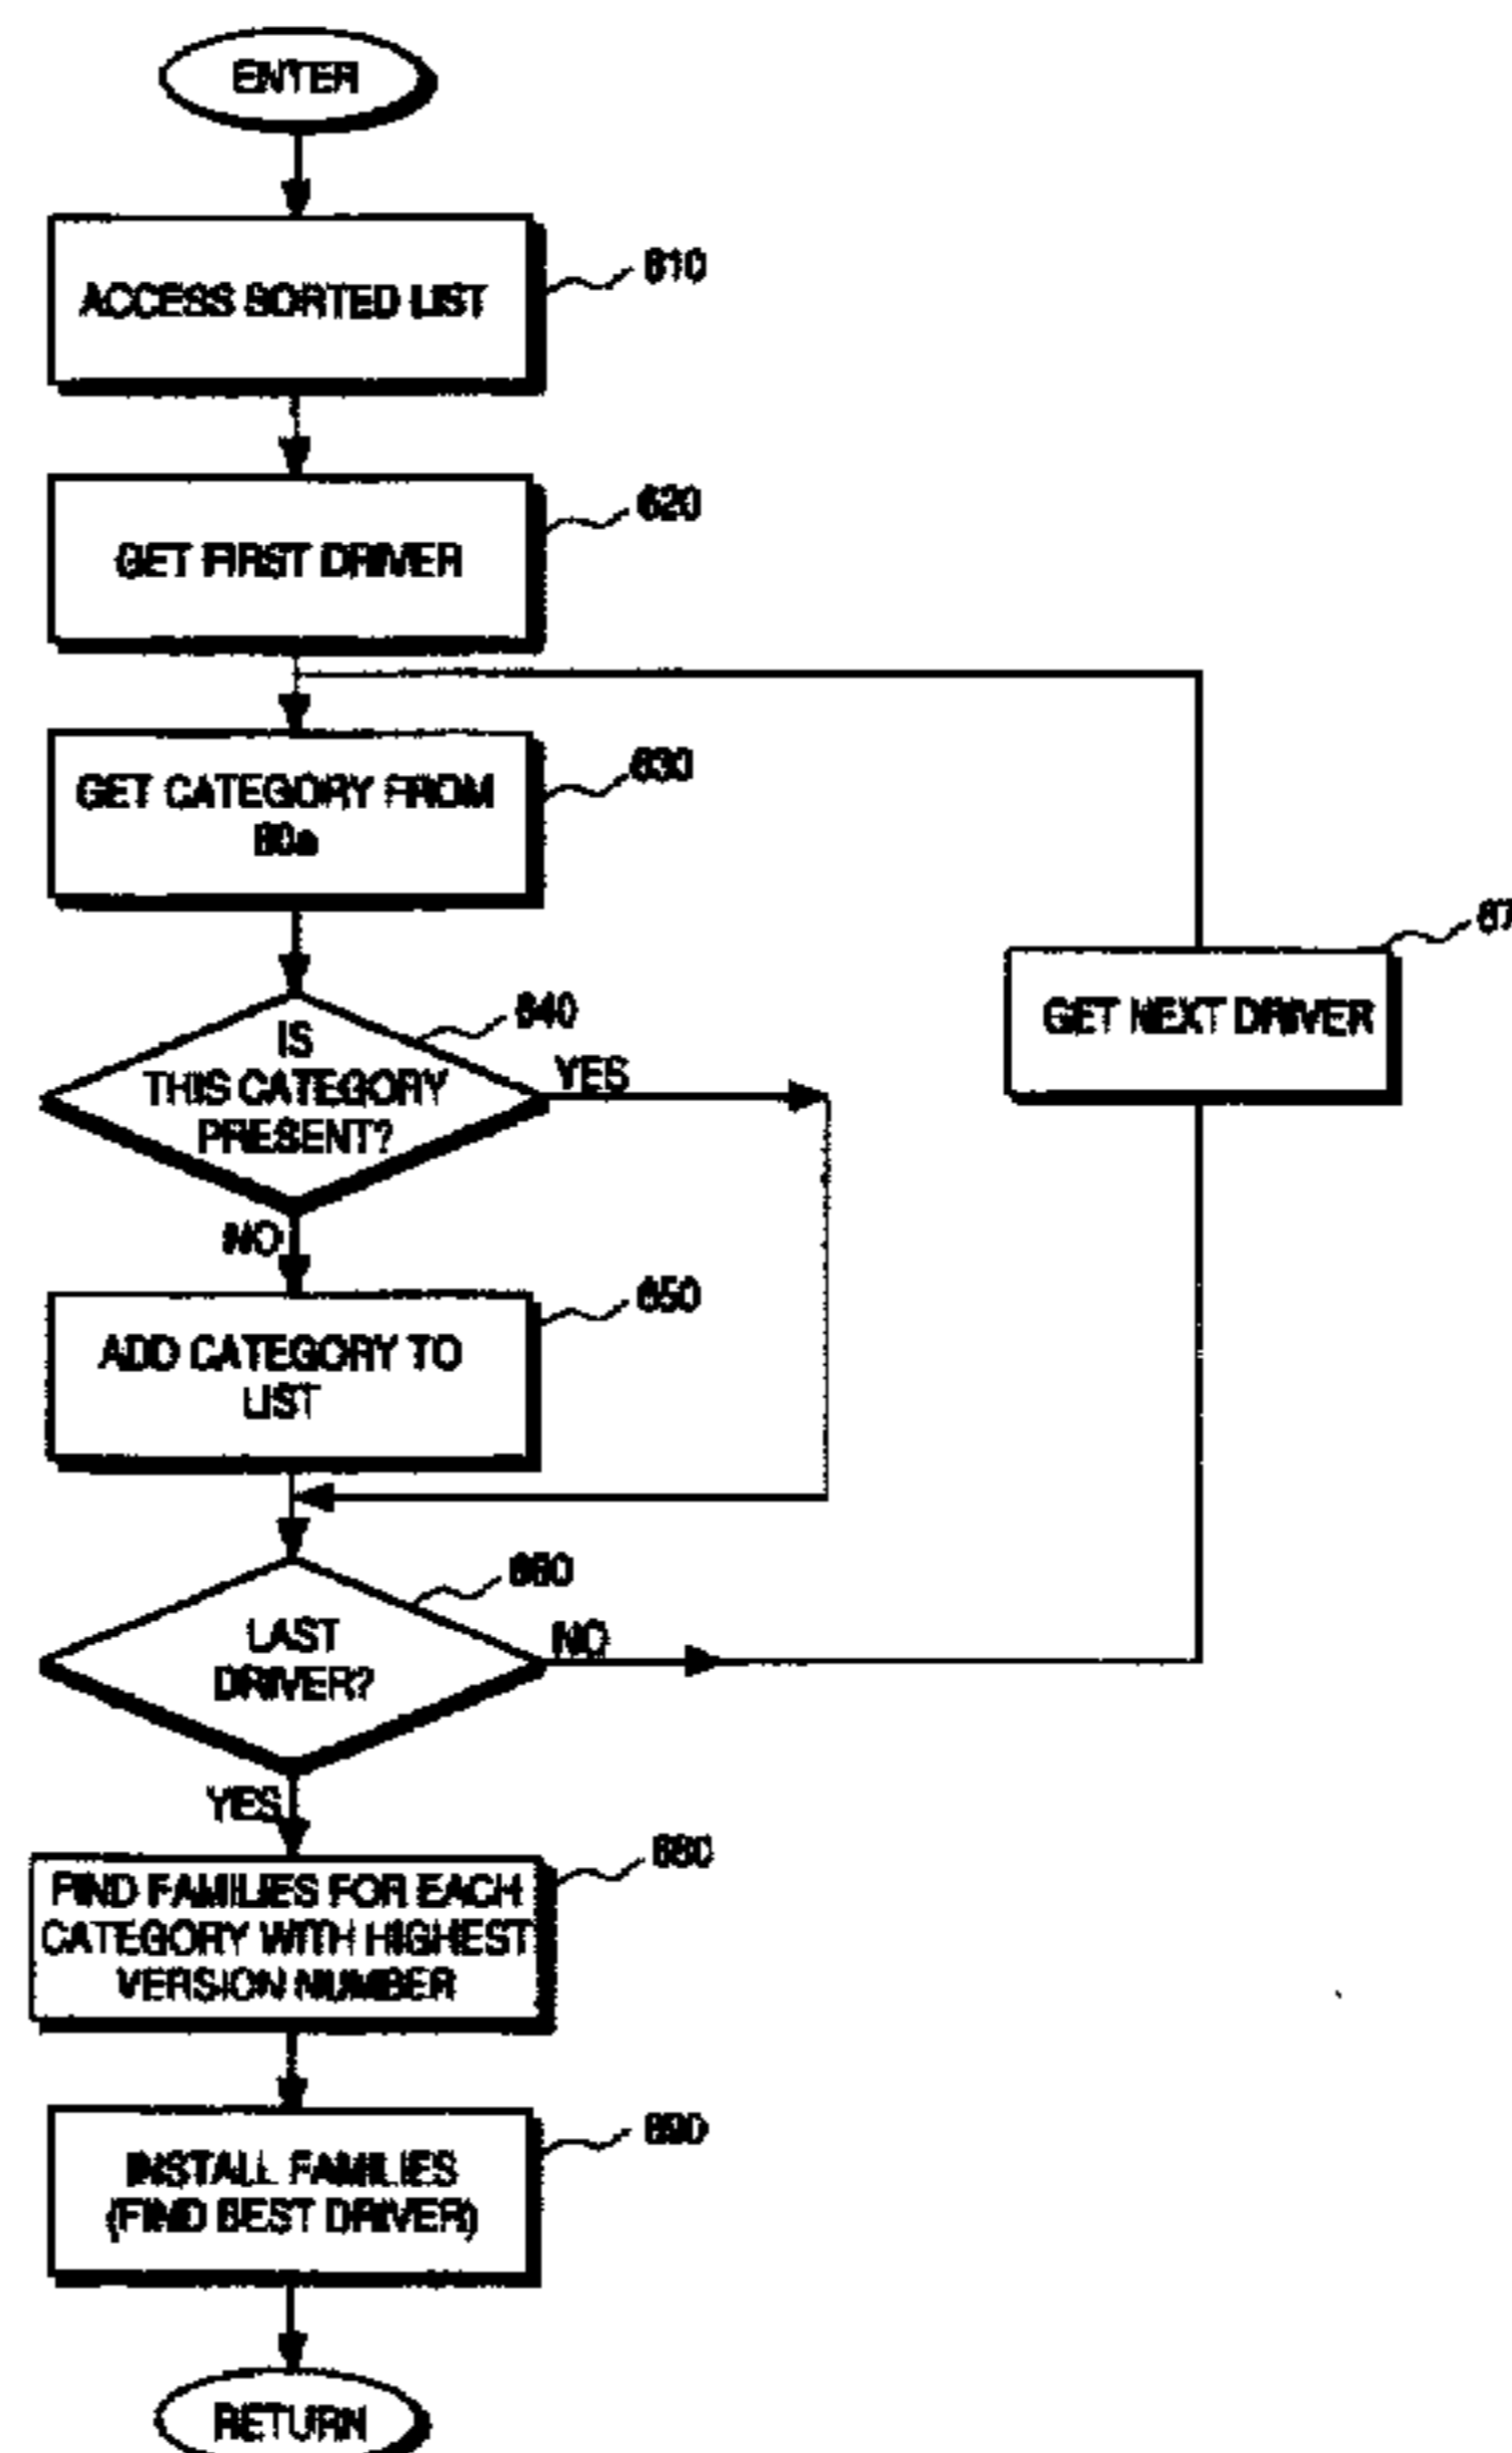 ENTER
ACCESS SORTED LIST
610
GET FIRST DRIVER
620
GET CATEGORY FROM
630
GET NEXT DRIVER
IS
THIS CATEGORY
PRESENT?
640
YES
NO
ADD CATEGORY TO
LIST
650
LAST
DRIVER?
660
NO
YES
FIND FAMILIES FOR EACH
CATEGORY WITH HIGHEST
VERSION NUMBER
680
INSTALL FAMILIES
(FIND BEST DRIVER)
690
RETURN